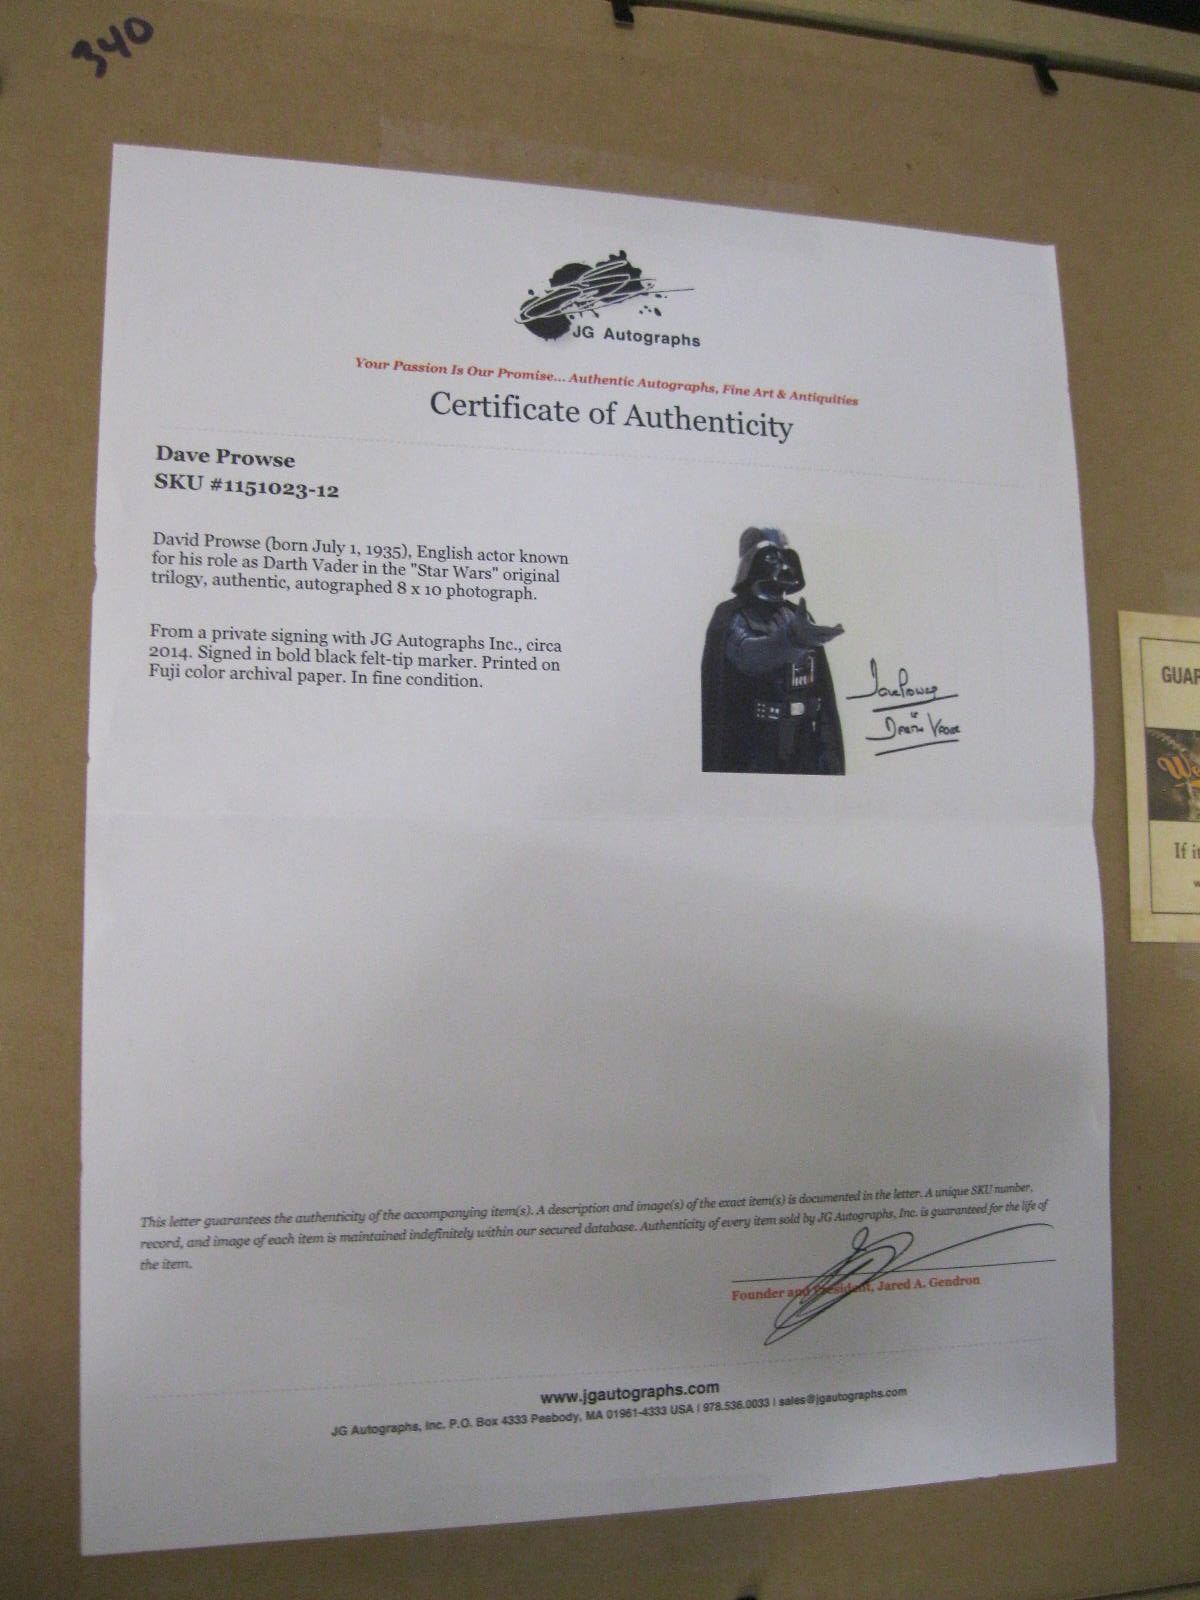 340
JG Autographs
Your Passion Is Our Promise... Authentic Autographs, Fine Art & Antiquities
Certificate of Authenticity
Dave Prowse
SKU #1151023-12
David Prowse (born July 1, 1935), English actor known
for his role as Darth Vader in the "Star Wars" original
trilogy, authentic, autographed 8 x 10 photograph.
From a private signing with JG Autographs Inc., circa
2014. Signed in bold black felt-tip marker. Printed on
Fuji color archival paper. In fine condition.
Dave Prowse
is
Darth Vader
GUAR
We
If it
w
This letter guarantees the authenticity of the accompanying item(s). A description and image(s) of the exact item(s) is documented in the letter. A unique SKU number,
record, and image of each item is maintained indefinitely within our secured database. Authenticity of every item sold by JG Autographs, Inc. is guaranteed for the life of
the item.
Founder and President, Jared A. Gendron
www.jgautographs.com
JG Autographs, Inc. P.O. Box 4333 Peabody, MA 01961-4333 USA | 978.536.0033 | sales@jgautographs.com